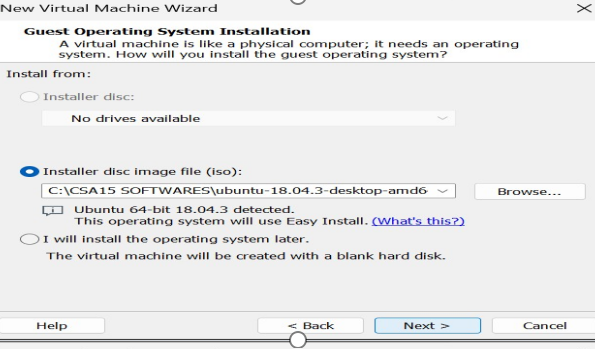 New Virtual Machine Wizard
Guest Operating System Installation
A virtual machine is like a physical computer; it needs an operating
system. How will you install the guest operating system?
Install from:
Installer disc:
No drives available
Installer disc image file (iso):
C:\CSA15 SOFTWARES\ubuntu-18.04.3-desktop-amd6
Browse...
Ubuntu 64-bit 18.04.3 detected.
This operating system will use Easy Install. (What's this?)
I will install the operating system later.
The virtual machine will be created with a blank hard disk.
Help
< Back
Next >
Cancel